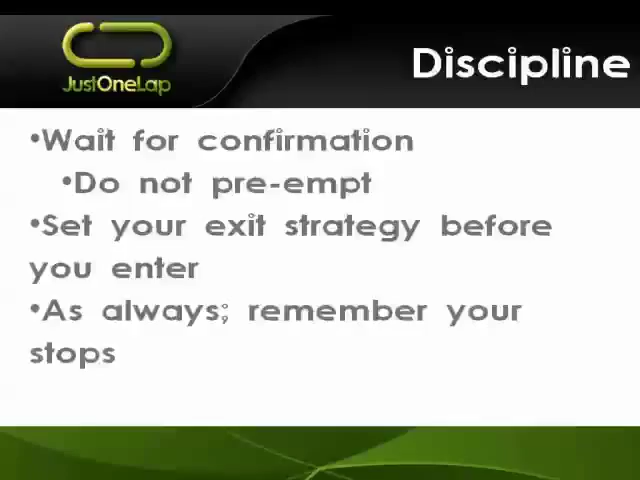 JustOneLap
Discipline
•Wait for confirmation
•Do not pre-empt
•Set your exit strategy before
you enter
•As always; remember your
stops